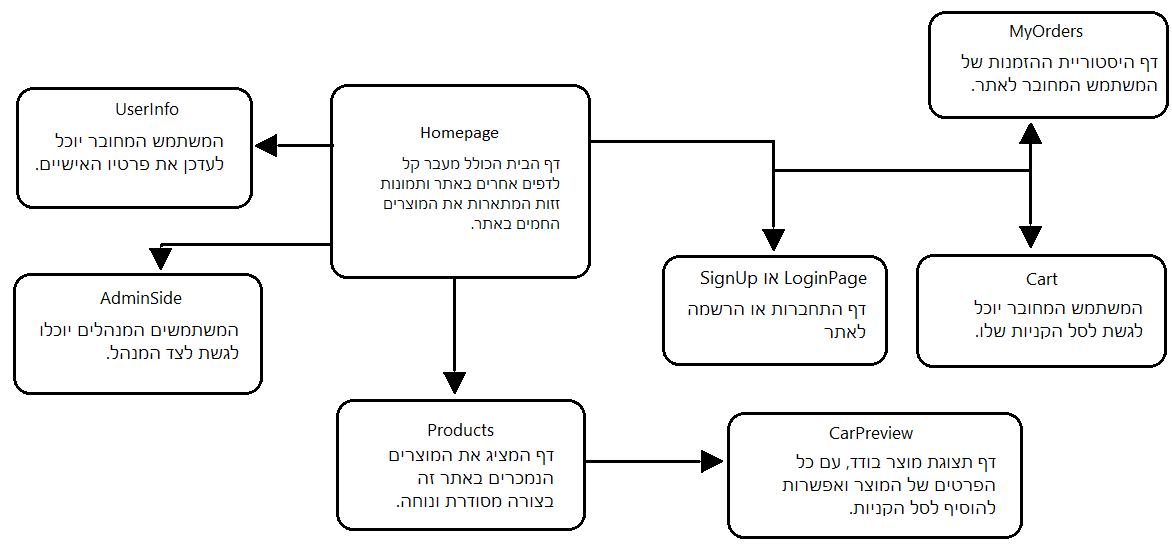 MyOrders
דף היסטוריית ההזמנות של
המשתמש המחובר לאתר.
UserInfo
המשתמש המחובר יוכל
לעדכן את פרטיו האישיים.
Homepage
דף הבית הכולל מעבר קל
לדפים אחרים באתר ותמונות
זזות המתארות את המוצרים
החמים באתר.
AdminSide
המשתמשים המנהלים יוכלו
לגשת לצד המנהל.
SignUp או LoginPage
דף התחברות או הרשמה
לאתר
Cart
המשתמש המחובר יוכל
לגשת לסל הקניות שלו.
Products
דף המציג את המוצרים
הנמכרים באתר זה
בצורה מסודרת ונוחה.
CarPreview
דף תצוגת מוצר בודד, עם כל
הפרטים של המוצר ואפשרות
להוסיף לסל הקניות.